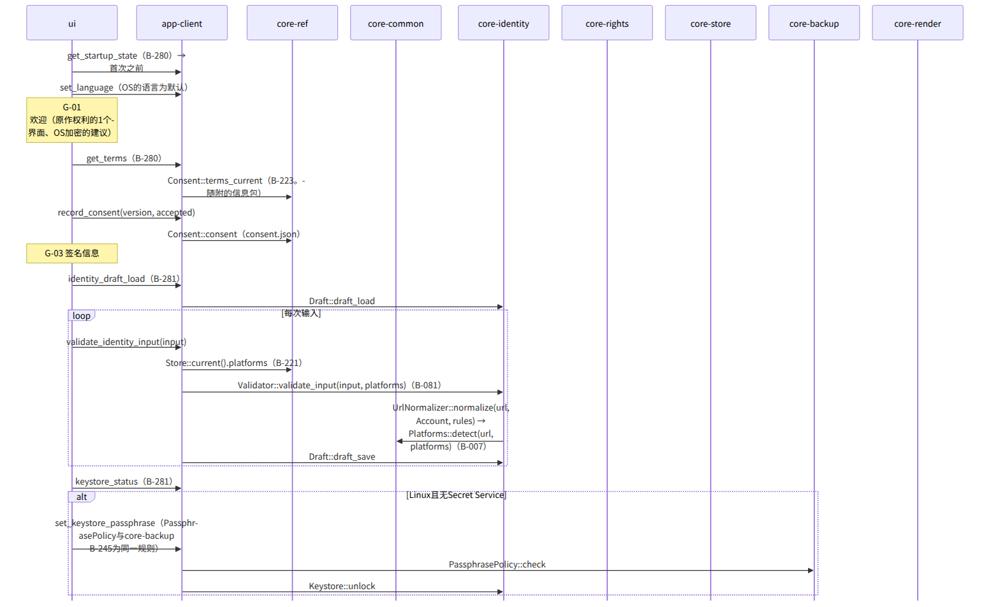 ui
app-client
core-ref
core-common
core-identity
core-rights
core-store
core-backup
core-render
get_startup_state（B-280）→
首次之前
set_language（OS的语言为默认）
G-01
欢迎（原作权利的1个-
界面、OS加密的建议）
get_terms（B-280）
Consent::terms_current（B-223。-
随附的信息包）
record_consent(version, accepted)
Consent::consent（consent.json）
G-03 签名信息
identity_draft_load（B-281）
Draft::draft_load
loop
[每次输入]
validate_identity_input(input)
Store::current().platforms（B-221）
Validator::validate_input(input, platforms)（B-081）
UrlNormalizer::normalize(url,
Account, rules) →
Platforms::detect(url,
platforms)（B-007）
Draft::draft_save
keystore_status（B-281）
alt
[Linux且无Secret Service]
set_keystore_passphrase（Passphr-
asePolicy与core-backup
B-245为同一规则）
PassphrasePolicy::check
Keystore::unlock